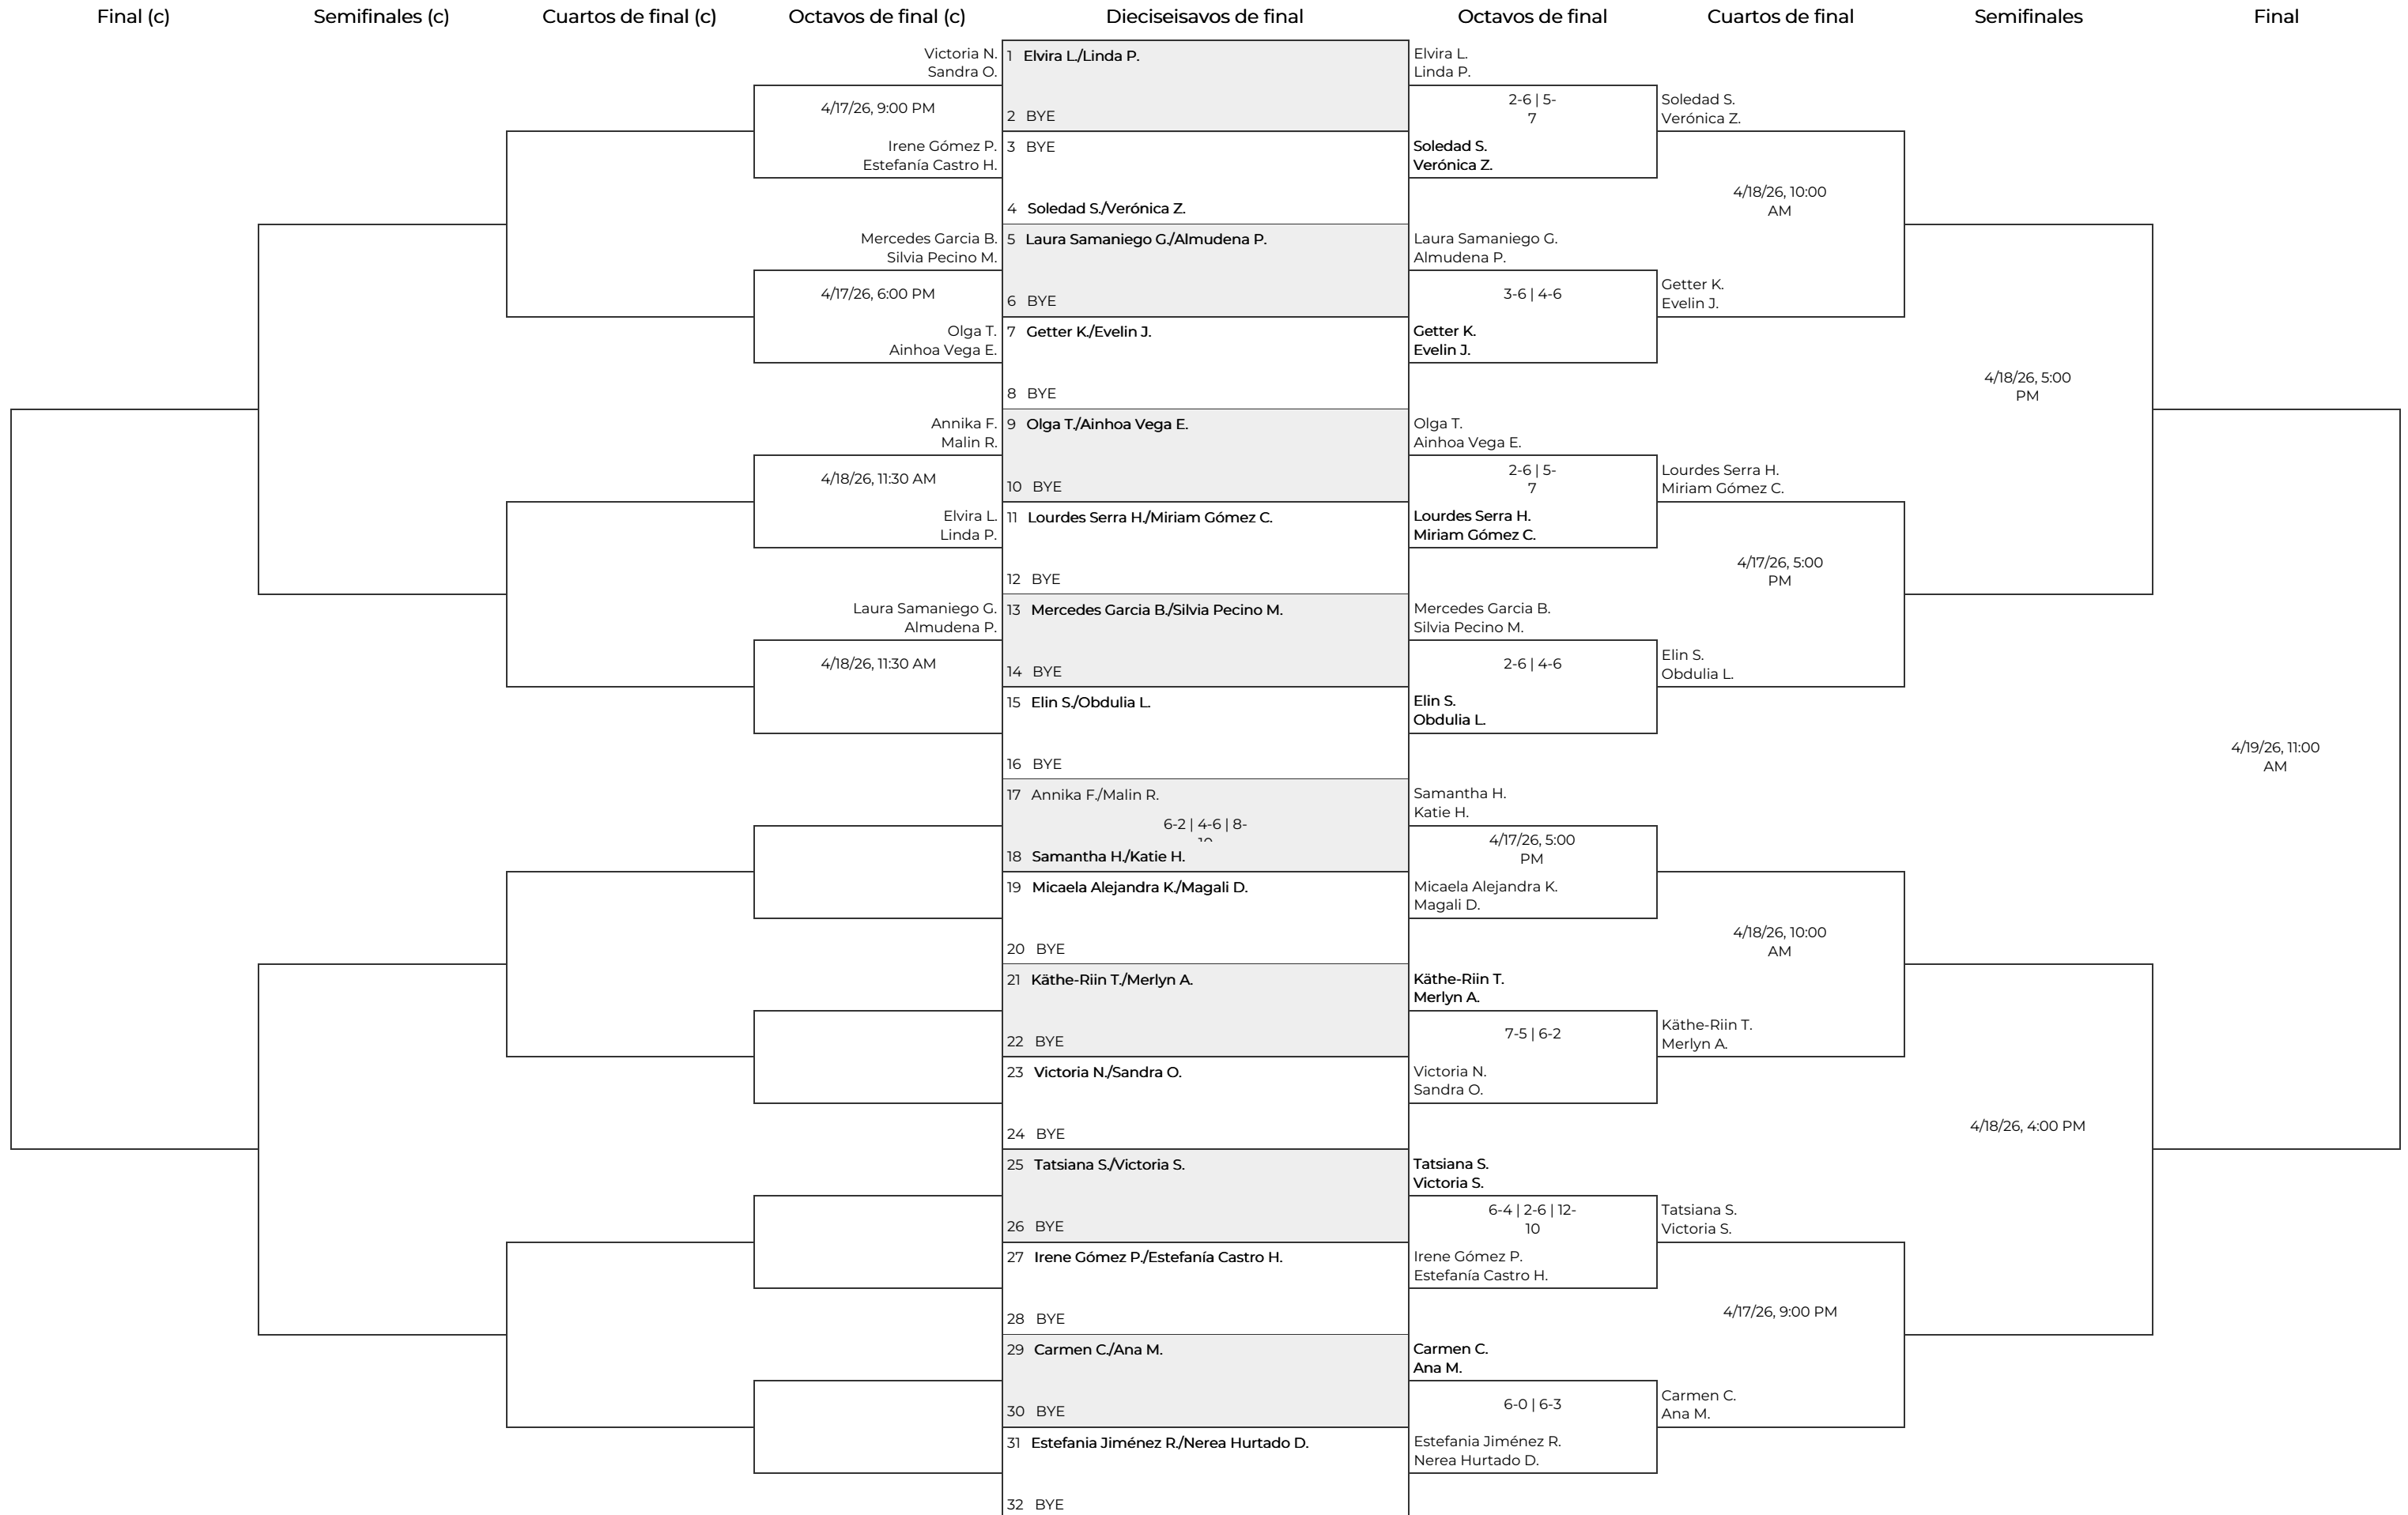 Final (c)
Semifinales (c)
Cuartos de final (c)
Octavos de final (c)
Dieciseisavos de final
Octavos de final
Cuartos de final
Semifinales
Final
Victoria N.
Sandra O.
4/17/26, 9:00 PM
Irene Gómez P.
Estefanía Castro H.
Mercedes Garcia B.
Silvia Pecino M.
4/17/26, 6:00 PM
Olga T.
Ainhoa Vega E.
Annika F.
Malin R.
4/18/26, 11:30 AM
Elvira L.
Linda P.
Laura Samaniego G.
Almudena P.
4/18/26, 11:30 AM
1 Elvira L./Linda P.
2 BYE
3 BYE
4 Soledad S./Verónica Z.
5 Laura Samaniego G./Almudena P.
6 BYE
7 Getter K./Evelin J.
8 BYE
9 Olga T./Ainhoa Vega E.
10 BYE
11 Lourdes Serra H./Miriam Gómez C.
12 BYE
13 Mercedes Garcia B./Silvia Pecino M.
14 BYE
15 Elin S./Obdulia L.
16 BYE
17 Annika F./Malin R.
6-2 | 4-6 | 8-
10
18 Samantha H./Katie H.
19 Micaela Alejandra K./Magali D.
20 BYE
21 Käthe-Riin T./Merlyn A.
22 BYE
23 Victoria N./Sandra O.
24 BYE
25 Tatsiana S./Victoria S.
26 BYE
27 Irene Gómez P./Estefanía Castro H.
28 BYE
29 Carmen C./Ana M.
30 BYE
31 Estefania Jiménez R./Nerea Hurtado D.
32 BYE
Elvira L.
Linda P.
2-6 | 5-
7
Soledad S.
Verónica Z.
Laura Samaniego G.
Almudena P.
3-6 | 4-6
Getter K.
Evelin J.
Olga T.
Ainhoa Vega E.
2-6 | 5-
7
Lourdes Serra H.
Miriam Gómez C.
Mercedes Garcia B.
Silvia Pecino M.
2-6 | 4-6
Elin S.
Obdulia L.
Samantha H.
Katie H.
4/17/26, 5:00
PM
Micaela Alejandra K.
Magali D.
Käthe-Riin T.
Merlyn A.
7-5 | 6-2
Victoria N.
Sandra O.
Tatsiana S.
Victoria S.
6-4 | 2-6 | 12-
10
Irene Gómez P.
Estefanía Castro H.
Carmen C.
Ana M.
6-0 | 6-3
Estefania Jiménez R.
Nerea Hurtado D.
Soledad S.
Verónica Z.
4/18/26, 10:00
AM
Getter K.
Evelin J.
Lourdes Serra H.
Miriam Gómez C.
4/17/26, 5:00
PM
Elin S.
Obdulia L.
4/18/26, 10:00
AM
Käthe-Riin T.
Merlyn A.
Tatsiana S.
Victoria S.
4/17/26, 9:00 PM
Carmen C.
Ana M.
4/18/26, 5:00
PM
4/18/26, 4:00 PM
4/19/26, 11:00
AM